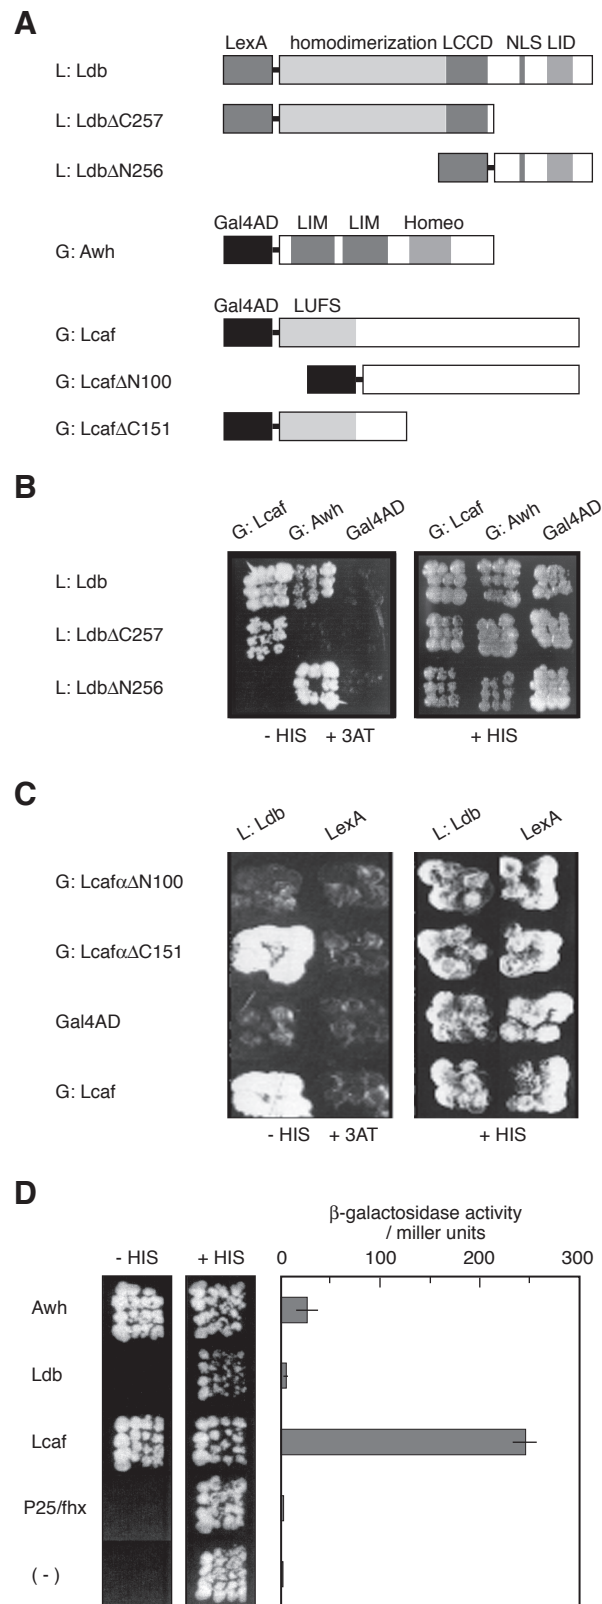 A
LexA homodimerization LCCD NLS LID
L: Ldb
L: LdbΔC257
L: LdbΔN256
Gal4AD LIM LIM Homeo
G: Awh
Gal4AD LUFS
G: Lcaf
G: LcafΔN100
G: LcafΔC151
B
G: Lcaf G: Awh Gal4AD G: Lcaf G: Awh Gal4AD
L: Ldb
L: LdbΔC257
L: LdbΔN256
- HIS + 3AT + HIS
C
L: Ldb LexA L: Ldb LexA
G: LcafαΔN100
G: LcafαΔC151
Gal4AD
G: Lcaf
- HIS + 3AT + HIS
D
β-galactosidase activity
/ miller units
- HIS + HIS 0 100 200 300
Awh
Ldb
Lcaf
P25/fhx
( - )